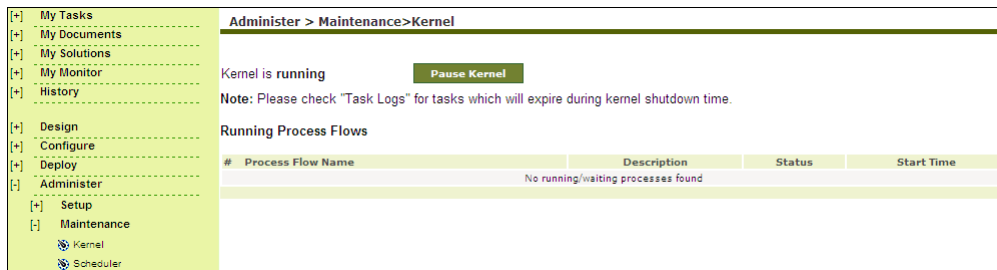 [+] My Tasks
[+] My Documents
[+] My Solutions
[+] My Monitor
[+] History
[+] Design
[+] Configure
[+] Deploy
[-] Administer
[+] Setup
[-] Maintenance
Kernel
Scheduler
Administer > Maintenance>Kernel
Kernel is running Pause Kernel
Note: Please check "Task Logs" for tasks which will expire during kernel shutdown time.
Running Process Flows
# Process Flow Name Description Status Start Time
No running/waiting processes found